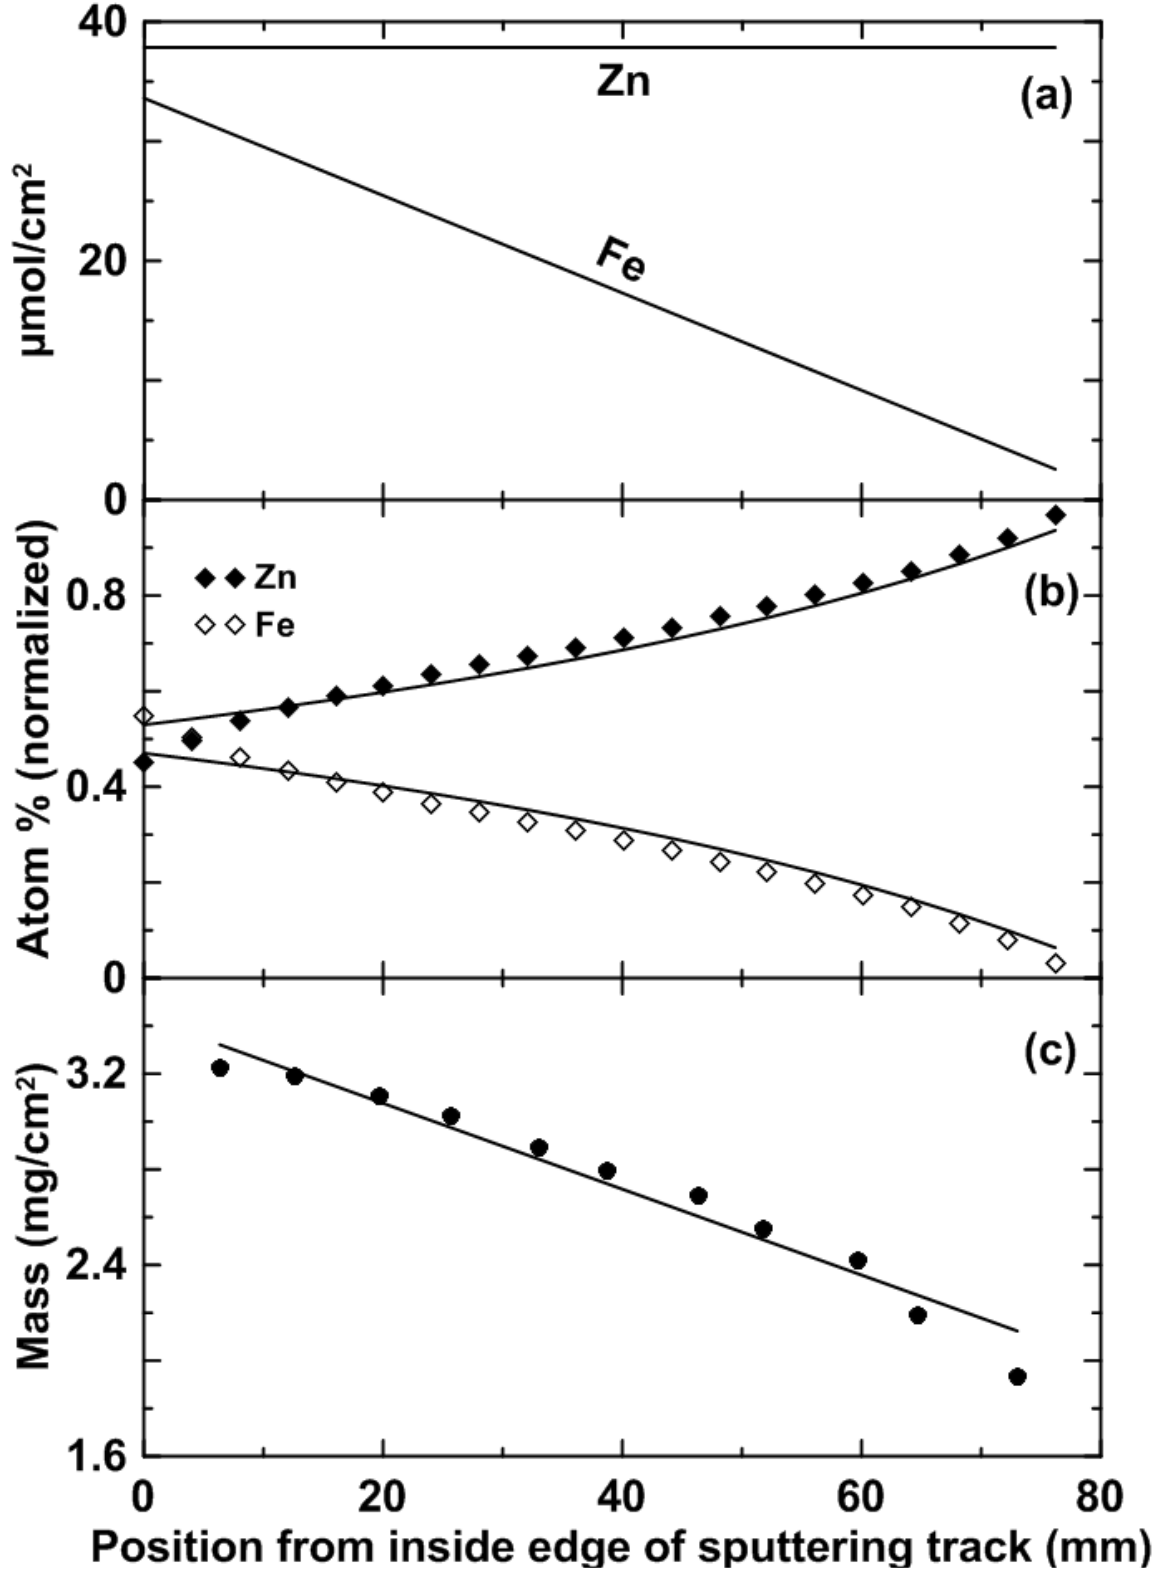 40
Zn
(a)
Fe
20
µmol/cm²
0
Zn
Fe
(b)
0.8
0.4
Atom % (normalized)
0
(c)
3.2
2.4
Mass (mg/cm²)
1.6
0 20 40 60 80
Position from inside edge of sputtering track (mm)